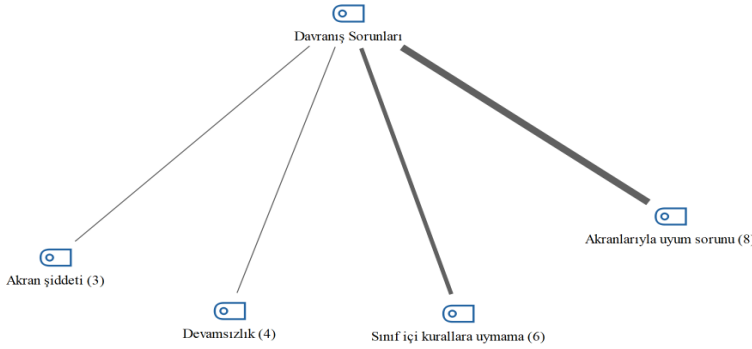 Davranış Sorunları
Akranlarıyla uyum sorunu (8)
Akran şiddeti (3)
Devamsızlık (4)
Sınıf içi kurallara uymama (6)